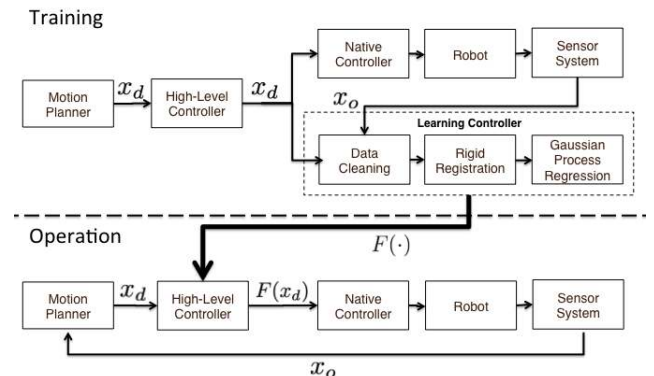 Training
Motion
Planner
x_d
High-Level
Controller
x_d
Native
Controller
Robot
Sensor
System
x_o
Learning Controller
Data
Cleaning
Rigid
Registration
Gaussian
Process
Regression
Operation
F(·)
Motion
Planner
x_d
High-Level
Controller
F(x_d)
Native
Controller
Robot
Sensor
System
x_o